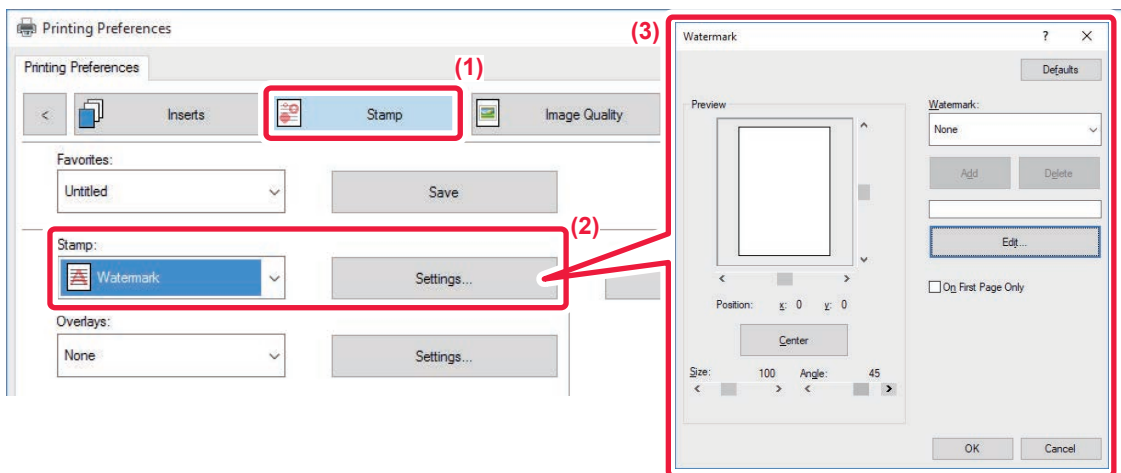 Printing Preferences
Printing Preferences
(1)
< Inserts Stamp Image Quality
Favorites:
Untitled Save
(2)
Stamp:
Watermark Settings...
Overlays:
None Settings...
(3)
Watermark ? ×
Defaults
Preview
Watermark:
None
Add Delete
Edit...
On First Page Only
Position: x: 0 y: 0
Center
Size: 100 Angle: 45
< > < >
OK Cancel